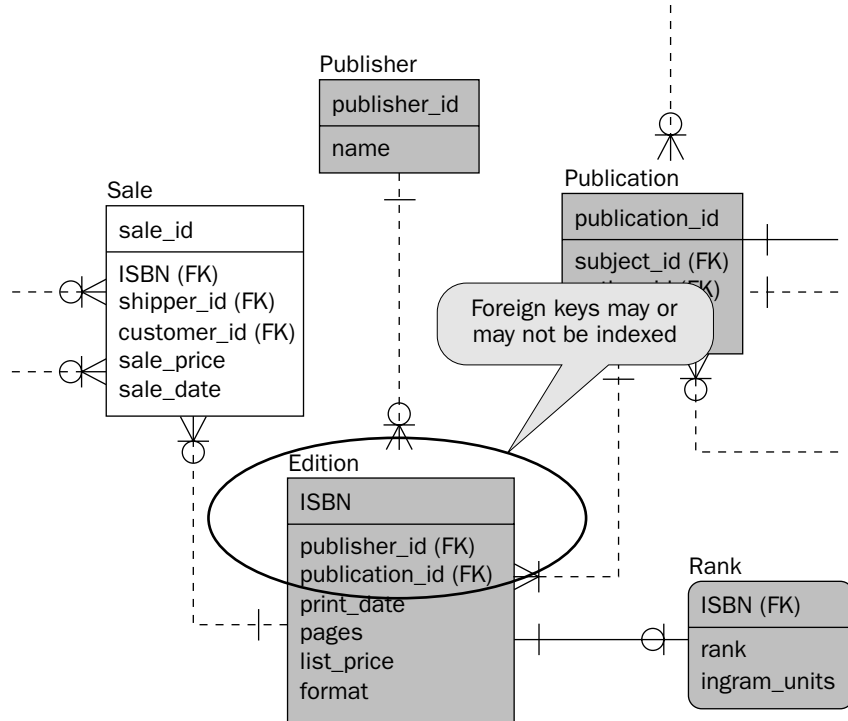 Publisher
publisher_id
name
Sale
sale_id
ISBN (FK)
shipper_id (FK)
customer_id (FK)
sale_price
sale_date
Publication
publication_id
subject_id (FK)
Foreign keys may or
may not be indexed
Edition
ISBN
publisher_id (FK)
publication_id (FK)
print_date
pages
list_price
format
Rank
ISBN (FK)
rank
ingram_units